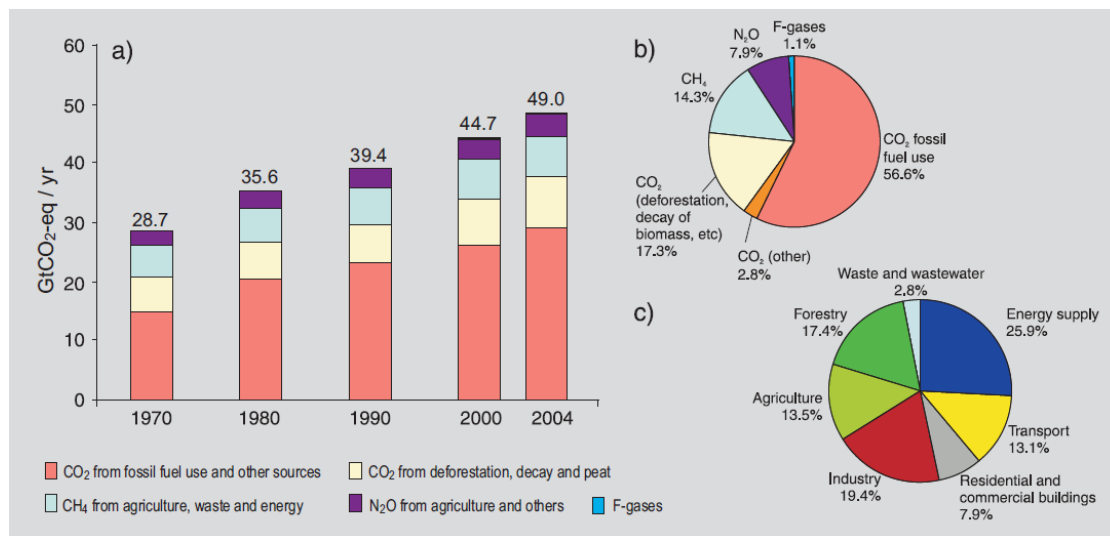 a)
GtCO₂-eq / yr
60
50
40
30
20
10
0
28.7
35.6
39.4
44.7
49.0
1970
1980
1990
2000
2004
CO₂ from fossil fuel use and other sources
CO₂ from deforestation, decay and peat
CH₄ from agriculture, waste and energy
N₂O from agriculture and others
F-gases
b)
F-gases
1.1%
N₂O
7.9%
CH₄
14.3%
CO₂ fossil
fuel use
56.6%
CO₂
(deforestation,
decay of
biomass, etc)
17.3%
CO₂ (other)
2.8%
c)
Waste and wastewater
2.8%
Forestry
17.4%
Energy supply
25.9%
Agriculture
13.5%
Transport
13.1%
Industry
19.4%
Residential and
commercial buildings
7.9%